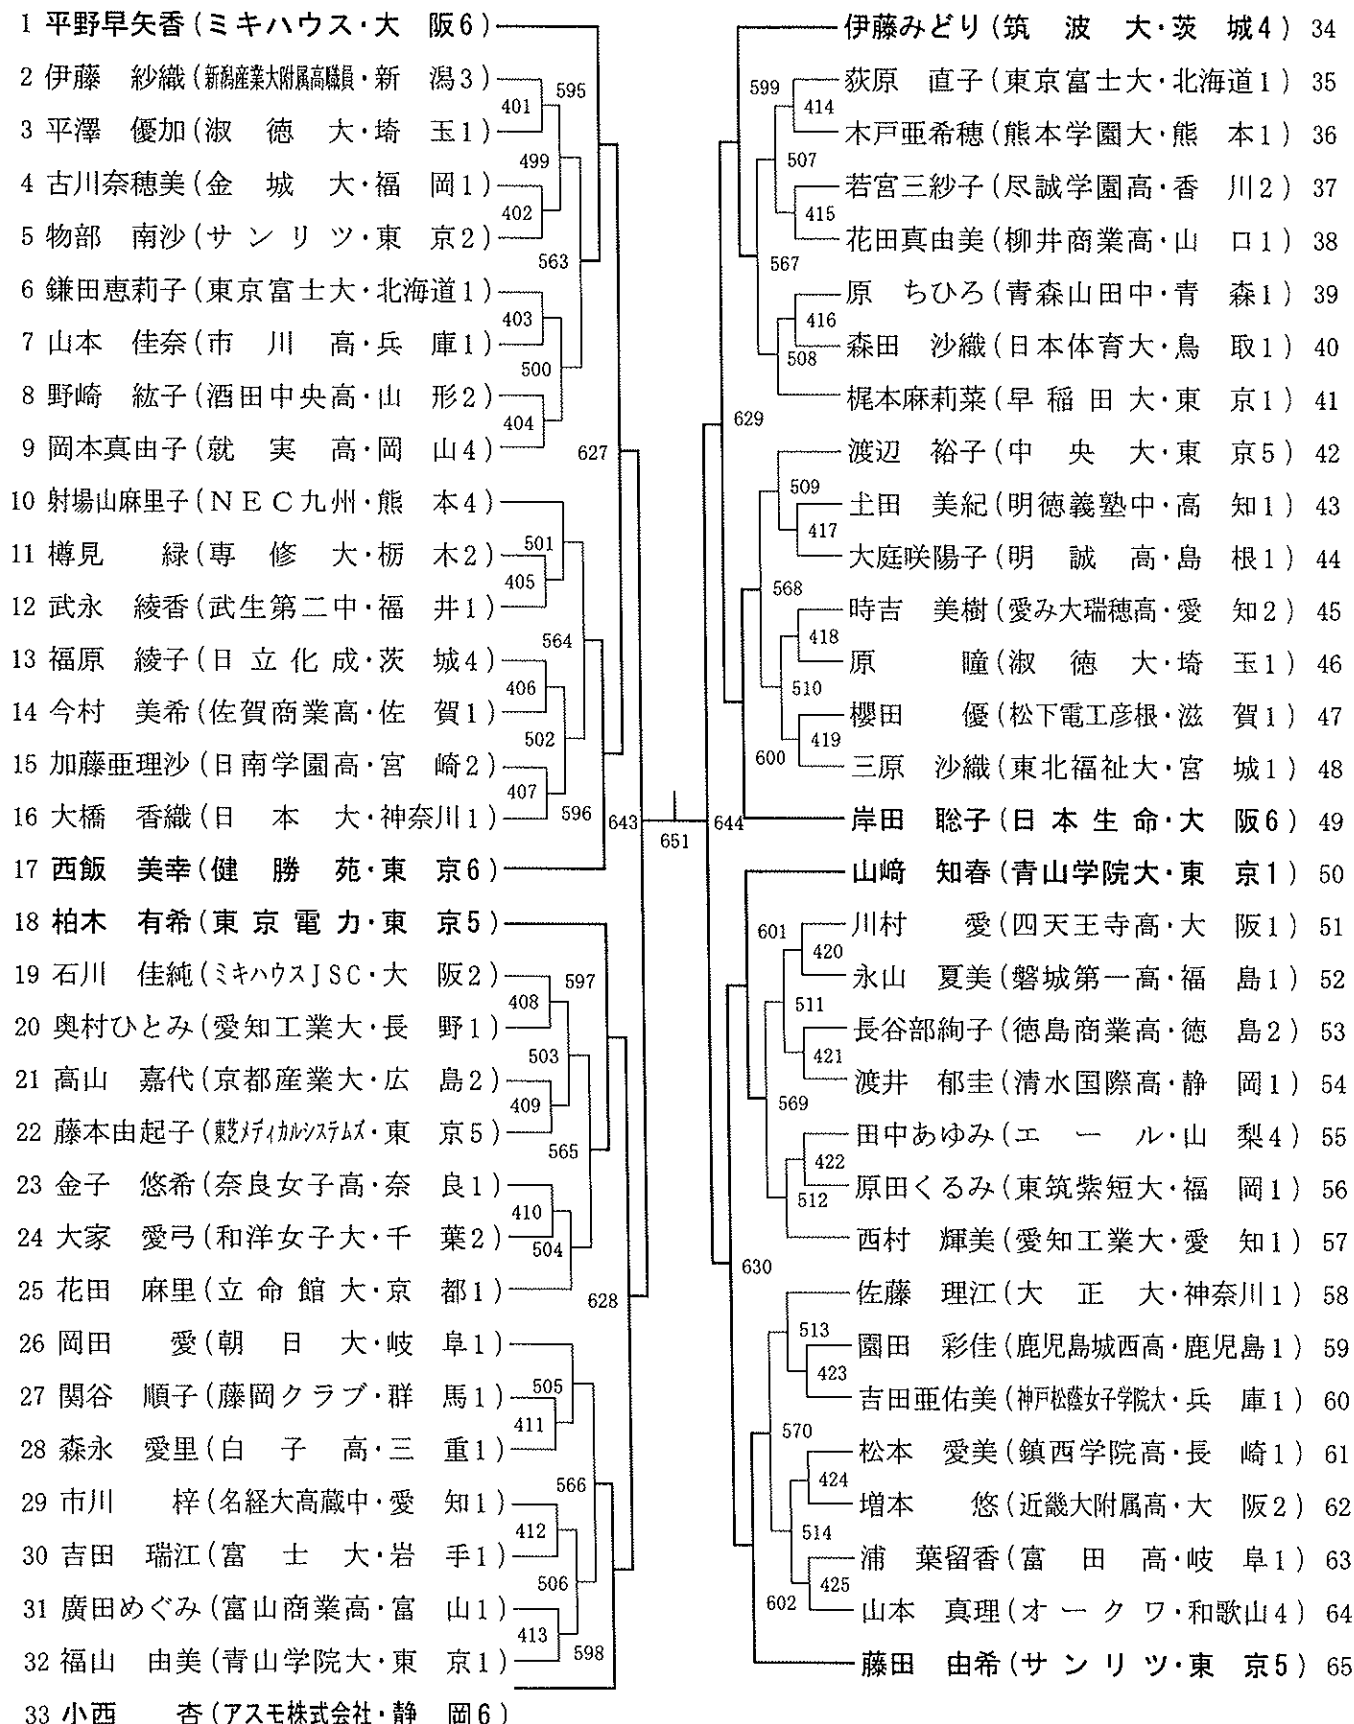 1 平野早矢香(ミキハウス・大 阪6)
2 伊藤 紗織(新潟産業大附属高職員・新 潟3)
3 平澤 優加(淑 徳 大・埼 玉1)
4 古川奈穂美(金 城 大・福 岡1)
5 物部 南沙(サ ン リ ツ・東 京2)
6 鎌田恵莉子(東京富士大・北海道1)
7 山本 佳奈(市 川 高・兵 庫1)
8 野崎 紘子(酒田中央高・山 形2)
9 岡本真由子(就 実 高・岡 山4)
10 射場山麻里子(NEC九州・熊 本4)
11 樽見 緑(専 修 大・栃 木2)
12 武永 綾香(武生第二中・福 井1)
13 福原 綾子(日 立 化 成・茨 城4)
14 今村 美希(佐賀商業高・佐 賀1)
15 加藤亜理沙(日南学園高・宮 崎2)
16 大橋 香織(日 本 大・神奈川1)
17 西飯 美幸(健 勝 苑・東 京6)
18 柏木 有希(東 京 電 力・東 京5)
19 石川 佳純(ミキハウスJSC・大 阪2)
20 奥村ひとみ(愛知工業大・長 野1)
21 高山 嘉代(京都産業大・広 島2)
22 藤本由起子(東芝メディカルシステムズ・東 京5)
23 金子 悠希(奈良女子高・奈 良1)
24 大家 愛弓(和洋女子大・千 葉2)
25 花田 麻里(立 命 館 大・京 都1)
26 岡田 愛(朝 日 大・岐 阜1)
27 関谷 順子(藤岡クラブ・群 馬1)
28 森永 愛里(白 子 高・三 重1)
29 市川 梓(名経大高蔵中・愛 知1)
30 吉田 瑞江(富 士 大・岩 手1)
31 廣田めぐみ(富山商業高・富 山1)
32 福山 由美(青山学院大・東 京1)
33 小西 杏(アスモ株式会社・静 岡6)
401
402
403
404
405
406
407
408
409
410
411
412
413
499
500
501
502
503
504
505
506
563
564
565
566
595
596
597
598
627
628
643
651
644
629
630
599
600
601
602
567
568
569
570
507
508
509
510
511
512
513
514
414
415
416
417
418
419
420
421
422
423
424
425
伊藤みどり(筑 波 大・茨 城4) 34
荻原 直子(東京富士大・北海道1) 35
木戸亜希穂(熊本学園大・熊 本1) 36
若宮三紗子(尽誠学園高・香 川2) 37
花田真由美(柳井商業高・山 口1) 38
原 ちひろ(青森山田中・青 森1) 39
森田 沙織(日本体育大・鳥 取1) 40
梶本麻莉菜(早 稲 田 大・東 京1) 41
渡辺 裕子(中 央 大・東 京5) 42
土田 美紀(明徳義塾中・高 知1) 43
大庭咲陽子(明 誠 高・島 根1) 44
時吉 美樹(愛み大瑞穂高・愛 知2) 45
原 瞳(淑 徳 大・埼 玉1) 46
櫻田 優(松下電工彦根・滋 賀1) 47
三原 沙織(東北福祉大・宮 城1) 48
岸田 聡子(日 本 生 命・大 阪6) 49
山﨑 知春(青山学院大・東 京1) 50
川村 愛(四天王寺高・大 阪1) 51
永山 夏美(磐城第一高・福 島1) 52
長谷部絢子(徳島商業高・徳 島2) 53
渡井 郁圭(清水国際高・静 岡1) 54
田中あゆみ(エ ー ル・山 梨4) 55
原田くるみ(東筑紫短大・福 岡1) 56
西村 輝美(愛知工業大・愛 知1) 57
佐藤 理江(大 正 大・神奈川1) 58
園田 彩佳(鹿児島城西高・鹿児島1) 59
吉田亜佑美(神戸松蔭女子学院大・兵 庫1) 60
松本 愛美(鎮西学院高・長 崎1) 61
増本 悠(近畿大附属高・大 阪2) 62
浦 葉留香(富 田 高・岐 阜1) 63
山本 真理(オ ー ク ワ・和歌山4) 64
藤田 由希(サ ン リ ツ・東 京5) 65